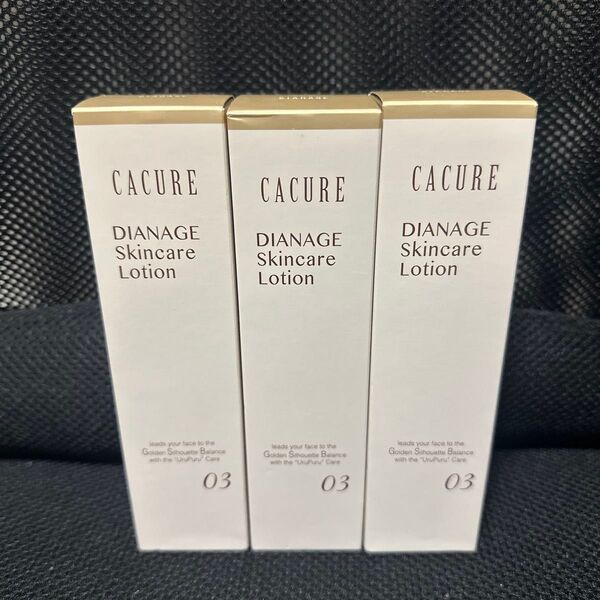 DIANAGE
CACURE
DIANAGE
Skincare
Lotion
leads your face to the
Golden Silhouette Balance
with the "UruPuru" Care
03
CACURE
DIANAGE
Skincare
Lotion
leads your face to the
Golden Silhouette Balance
with the "UruPuru" Care
03
CACURE
DIANAGE
Skincare
Lotion
leads your face to the
Golden Silhouette Balance
with the "UruPuru" Care
03